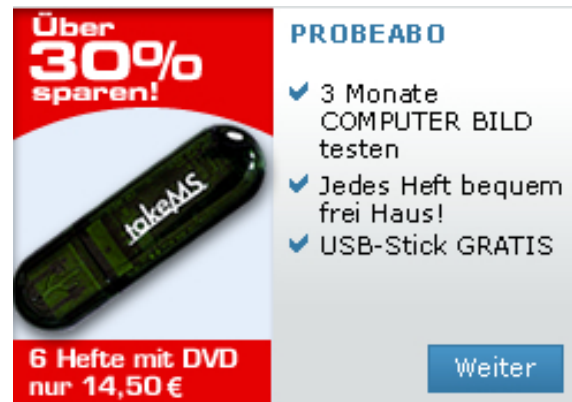 Über
30%
sparen!
takeMS
6 Hefte mit DVD
nur 14,50 €
PROBEABO
3 Monate
COMPUTER BILD
testen
Jedes Heft bequem
frei Haus!
USB-Stick GRATIS
Weiter